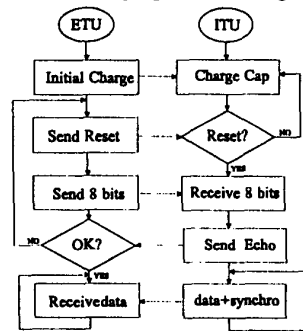 ETU ITU
Initial Charge Charge Cap
Send Reset Reset?
NO
YES
Send 8 bits Receive 8 bits
NO OK? Send Echo
YES
Receivedata data+synchro